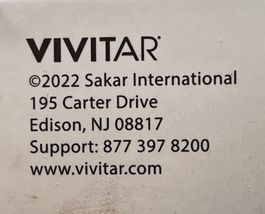 VIVITAR
©2022 Sakar International
195 Carter Drive
Edison, NJ 08817
Support: 877 397 8200
www.vivitar.com